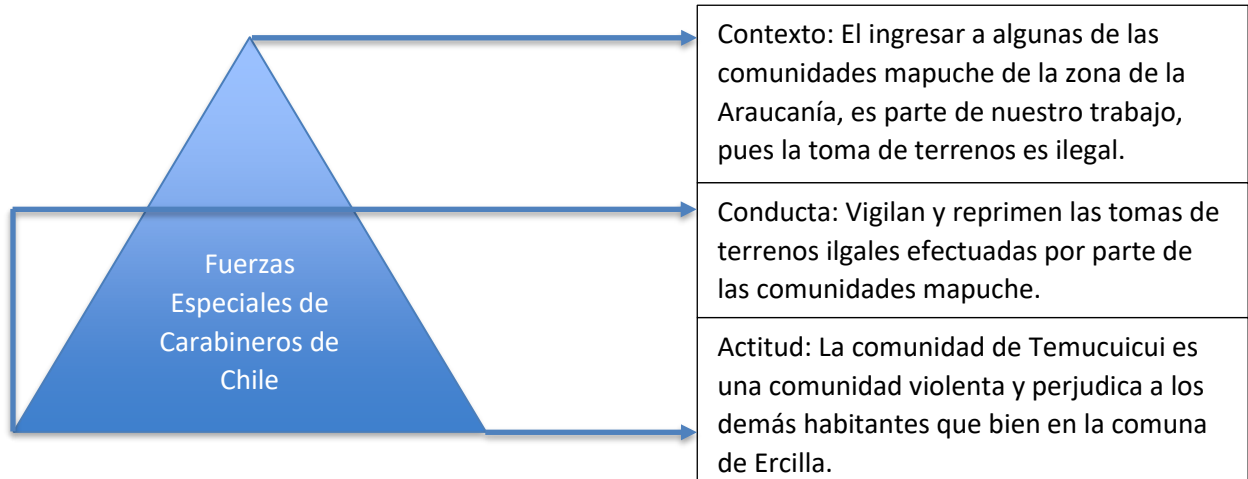 Contexto: El ingresar a algunas de las
comunidades mapuche de la zona de la
Araucanía, es parte de nuestro trabajo,
pues la toma de terrenos es ilegal.
Conducta: Vigilan y reprimen las tomas de
terrenos ilgales efectuadas por parte de
las comunidades mapuche.
Fuerzas
Especiales de
Carabineros de
Chile
Actitud: La comunidad de Temucuicui es
una comunidad violenta y perjudica a los
demás habitantes que bien en la comuna
de Ercilla.